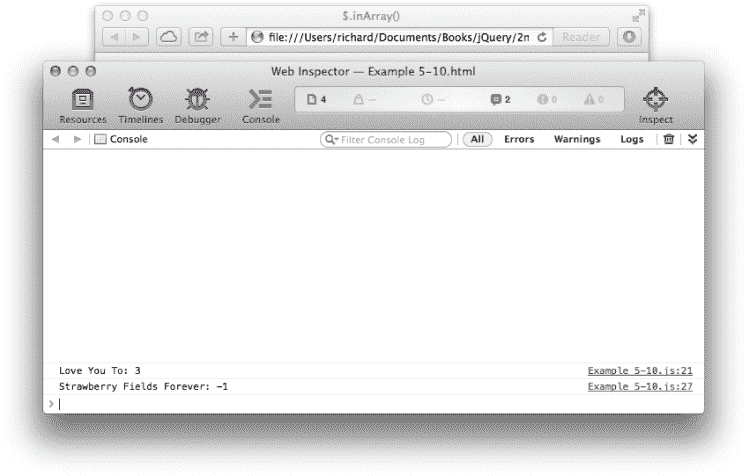 $.inArray()
file:///Users/richard/Documents/Books/jQuery/2n
Reader
Web Inspector — Example 5-10.html
4 — — 2 0 0
Resources Timelines Debugger Console Inspect
Console Filter Console Log All Errors Warnings Logs
Love You To: 3 Example 5-10.js:21
Strawberry Fields Forever: -1 Example 5-10.js:27
>